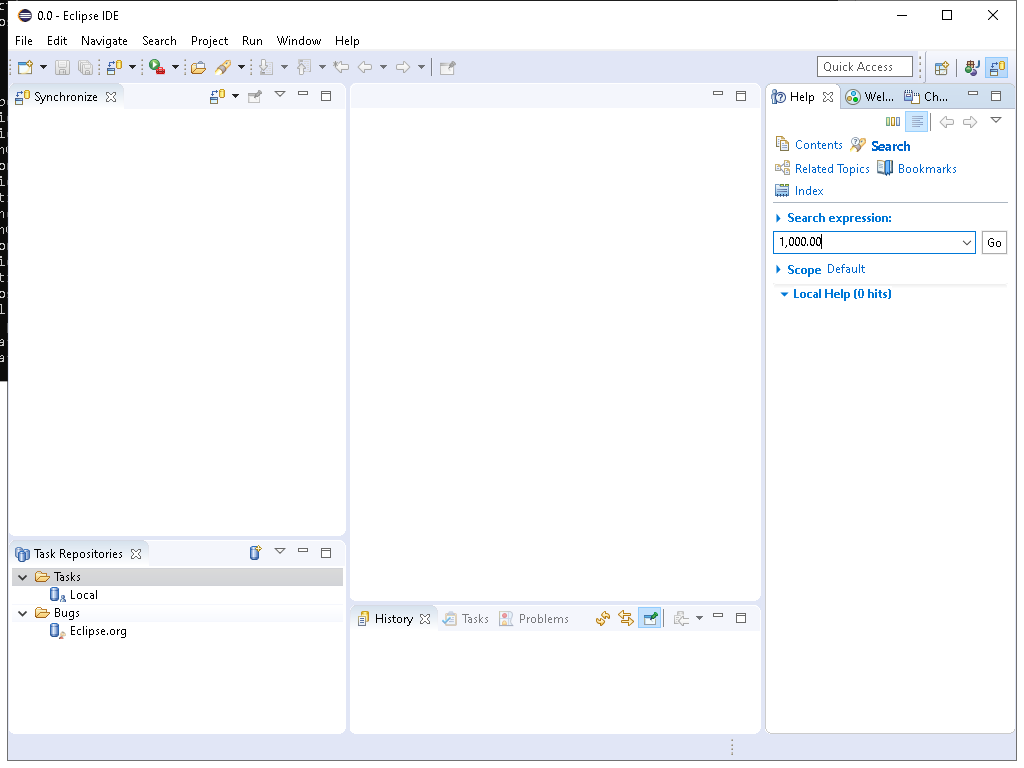 0.0 - Eclipse IDE
File Edit Navigate Search Project Run Window Help
Quick Access
Synchronize
Help Wel... Ch...
Contents Search
Related Topics Bookmarks
Index
Search expression:
1,000.00 Go
Scope Default
Local Help (0 hits)
Task Repositories
Tasks
Local
Bugs
Eclipse.org
History Tasks Problems